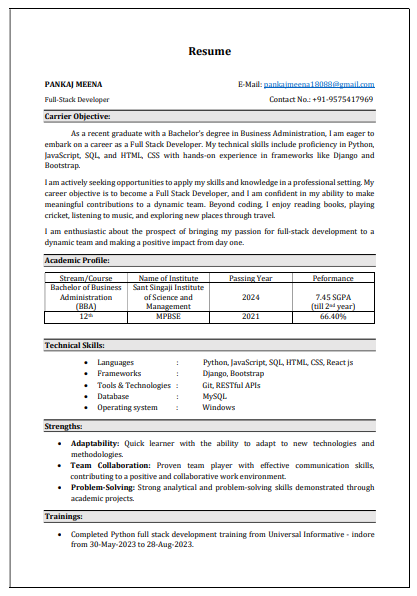 Resume
PANKAJ MEENA E-Mail: pankajmeena18088@gmail.com
Full-Stack Developer Contact No.: +91-9575417969
Carrier Objective:
As a recent graduate with a Bachelor's degree in Business Administration, I am eager to
embark on a career as a Full Stack Developer. My technical skills include proficiency in Python,
JavaScript, SQL, and HTML, CSS with hands-on experience in frameworks like Django and
Bootstrap.
I am actively seeking opportunities to apply my skills and knowledge in a professional setting. My
career objective is to become a Full Stack Developer, and I am confident in my ability to make
meaningful contributions to a dynamic team. Beyond coding, I enjoy reading books, playing
cricket, listening to music, and exploring new places through travel.
I am enthusiastic about the prospect of bringing my passion for full-stack development to a
dynamic team and making a positive impact from day one.
Academic Profile:
Stream/Course Name of Institute Passing Year Peformance
Bachelor of Business Administration (BBA) Sant Singaji Institute of Science and Management 2024 7.45 SGPA (till 2nd year)
12th MPBSE 2021 66.40%
Technical Skills:
• Languages : Python, JavaScript, SQL, HTML, CSS, React js
• Frameworks : Django, Bootstrap
• Tools & Technologies : Git, RESTful APIs
• Database : MySQL
• Operating system : Windows
Strengths:
• Adaptability: Quick learner with the ability to adapt to new technologies and
methodologies.
• Team Collaboration: Proven team player with effective communication skills,
contributing to a positive and collaborative work environment.
• Problem-Solving: Strong analytical and problem-solving skills demonstrated through
academic projects.
Trainings:
• Completed Python full stack development training from Universal Informative - indore
from 30-May-2023 to 28-Aug-2023.